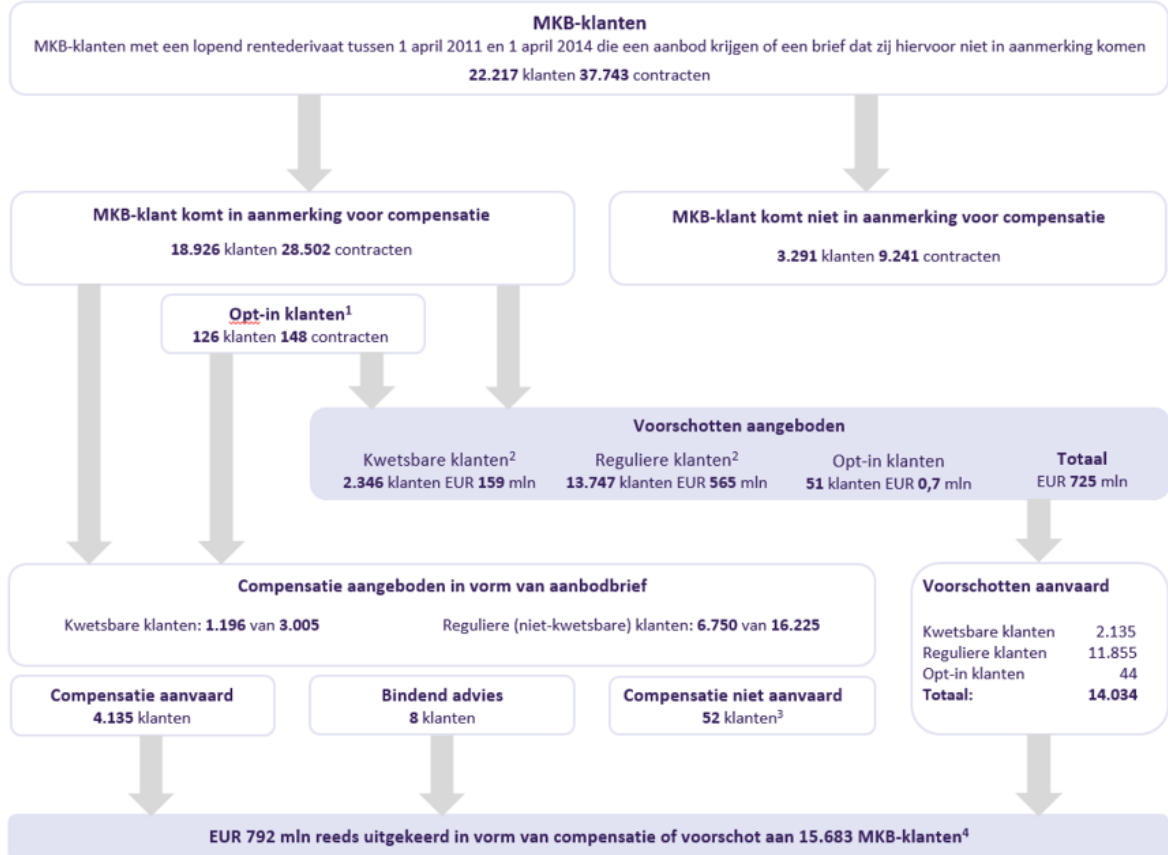 MKB-klanten
MKB-klanten met een lopend rentederivaat tussen 1 april 2011 en 1 april 2014 die een aanbod krijgen of een brief dat zij hiervoor niet in aanmerking komen
22.217 klanten 37.743 contracten
MKB-klant komt in aanmerking voor compensatie
18.926 klanten 28.502 contracten
MKB-klant komt niet in aanmerking voor compensatie
3.291 klanten 9.241 contracten
Opt-in klanten¹
126 klanten 148 contracten
Voorschotten aangeboden
Kwetsbare klanten²
2.346 klanten EUR 159 mln
Reguliere klanten²
13.747 klanten EUR 565 mln
Opt-in klanten
51 klanten EUR 0,7 mln
Totaal
EUR 725 mln
Compensatie aangeboden in vorm van aanbodbrief
Kwetsbare klanten: 1.196 van 3.005
Reguliere (niet-kwetsbare) klanten: 6.750 van 16.225
Voorschotten aanvaard
Kwetsbare klanten 2.135
Reguliere klanten 11.855
Opt-in klanten 44
Totaal: 14.034
Compensatie aanvaard
4.135 klanten
Bindend advies
8 klanten
Compensatie niet aanvaard
52 klanten³
EUR 792 mln reeds uitgekeerd in vorm van compensatie of voorschot aan 15.683 MKB-klanten⁴